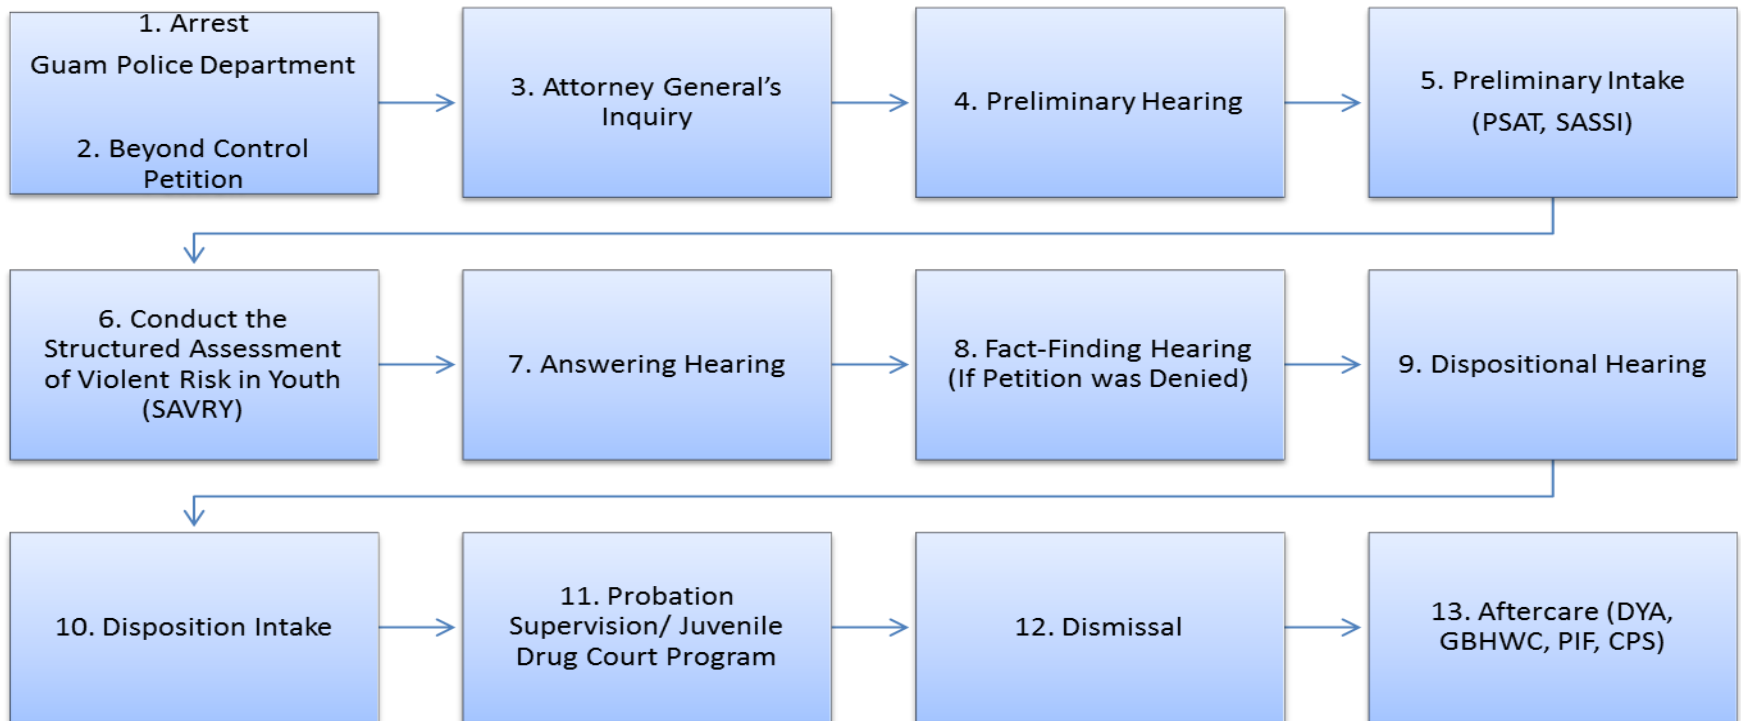 1. Arrest
Guam Police Department
2. Beyond Control
Petition
3. Attorney General’s
Inquiry
4. Preliminary Hearing
5. Preliminary Intake
(PSAT, SASSI)
6. Conduct the
Structured Assessment
of Violent Risk in Youth
(SAVRY)
7. Answering Hearing
8. Fact-Finding Hearing
(If Petition was Denied)
9. Dispositional Hearing
10. Disposition Intake
11. Probation
Supervision/ Juvenile
Drug Court Program
12. Dismissal
13. Aftercare (DYA,
GBHWC, PIF, CPS)